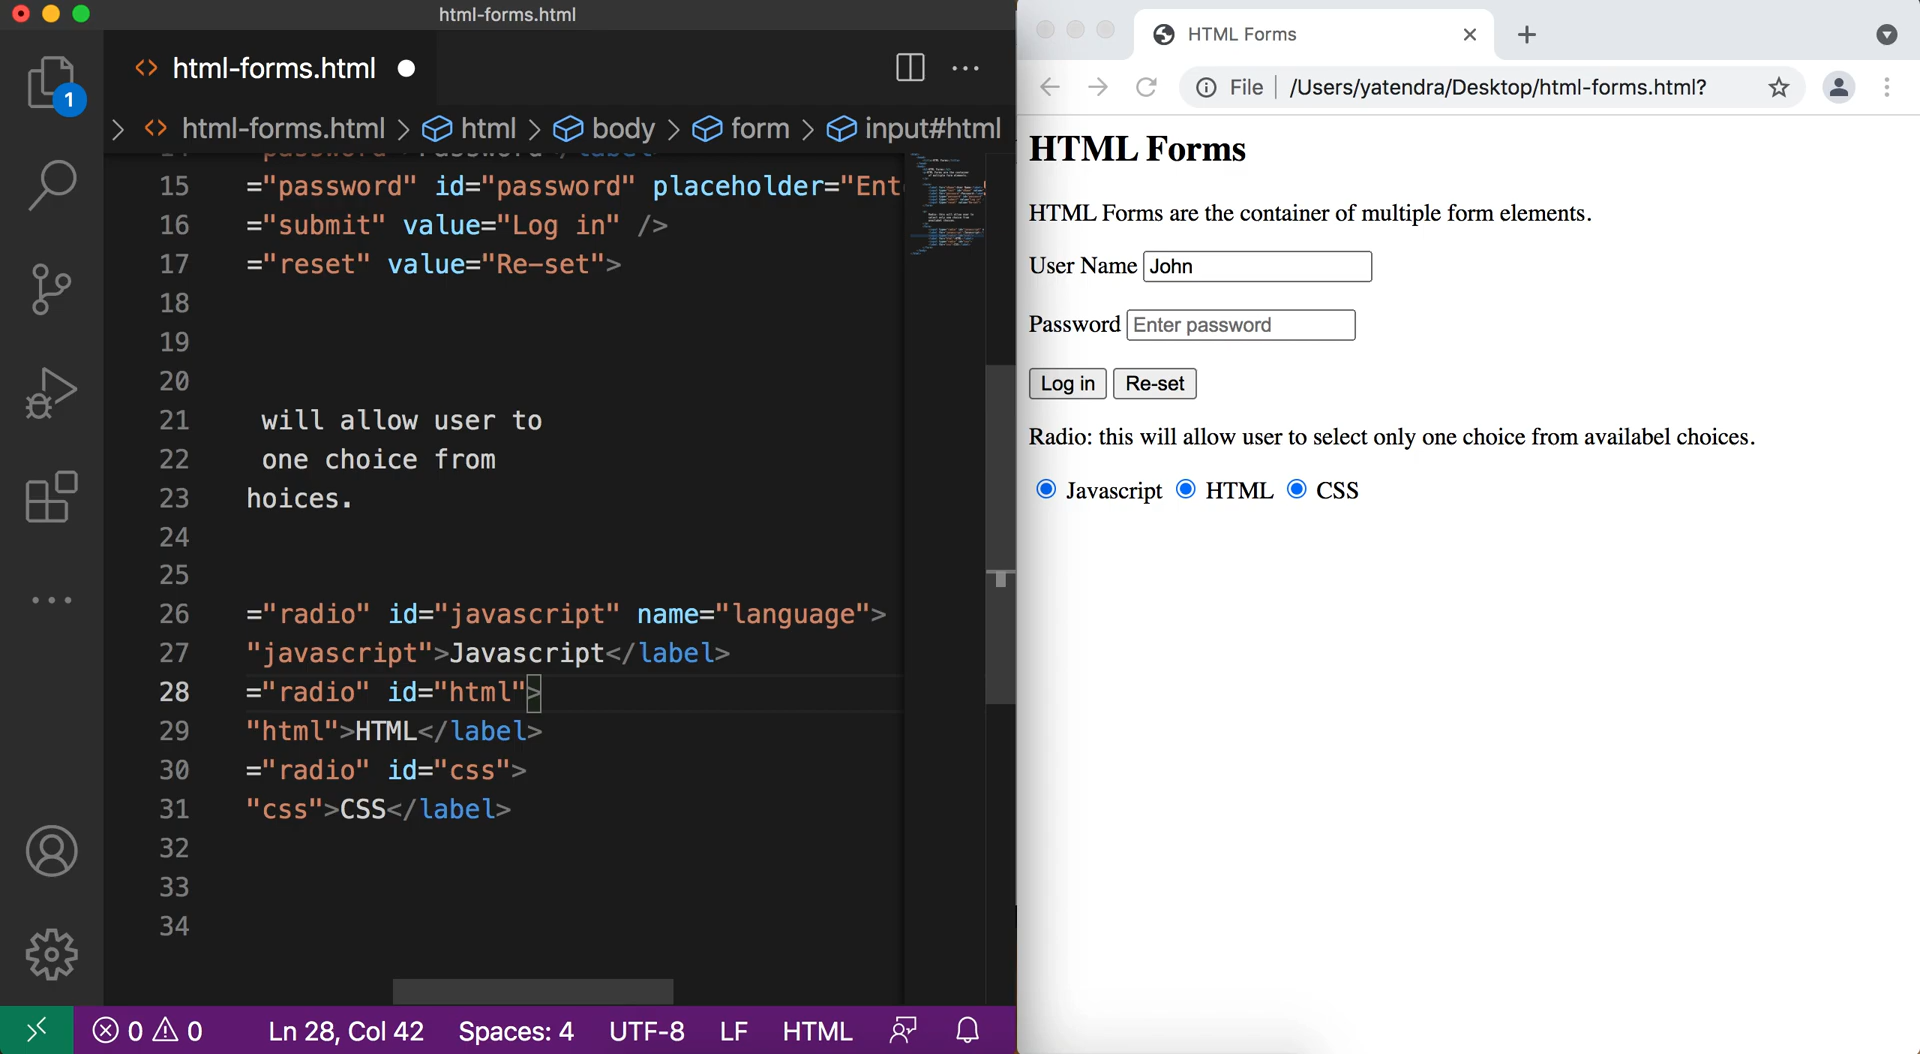 html-forms.html
html-forms.html
1
html-forms.html > html > body > form > input#html
15 ="password" id="password" placeholder="Ent
16 ="submit" value="Log in" />
17 ="reset" value="Re-set">
18
19
20
21 will allow user to
22 one choice from
23 hoices.
24
25
26 ="radio" id="javascript" name="language">
27 "javascript">Javascript</label>
28 ="radio" id="html">
29 "html">HTML</label>
30 ="radio" id="css">
31 "css">CSS</label>
32
33
34
0 0 Ln 28, Col 42 Spaces: 4 UTF-8 LF HTML
HTML Forms
File /Users/yatendra/Desktop/html-forms.html?
HTML Forms
HTML Forms are the container of multiple form elements.
User Name John
Password Enter password
Log in Re-set
Radio: this will allow user to select only one choice from availabel choices.
Javascript HTML CSS